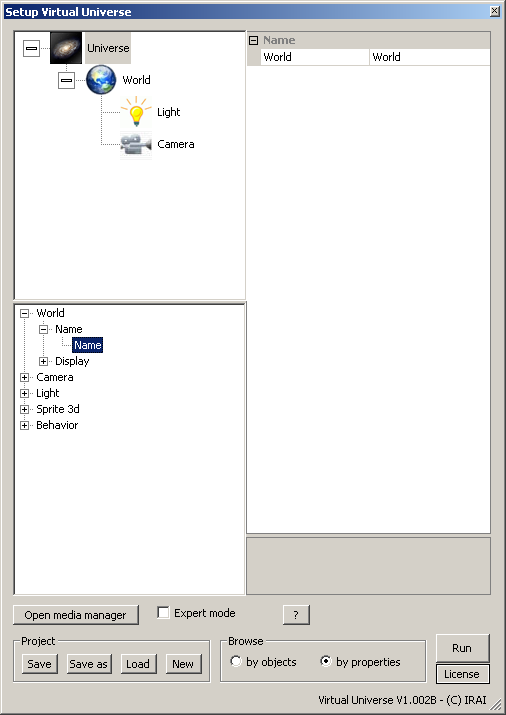 Setup Virtual Universe
Universe
World
Light
Camera
Name
World World
World
Name
Name
Display
Camera
Light
Sprite 3d
Behavior
Open media manager Expert mode ?
Project Browse
Save Save as Load New by objects by properties Run
License
Virtual Universe V1.002B - (C) IRAI